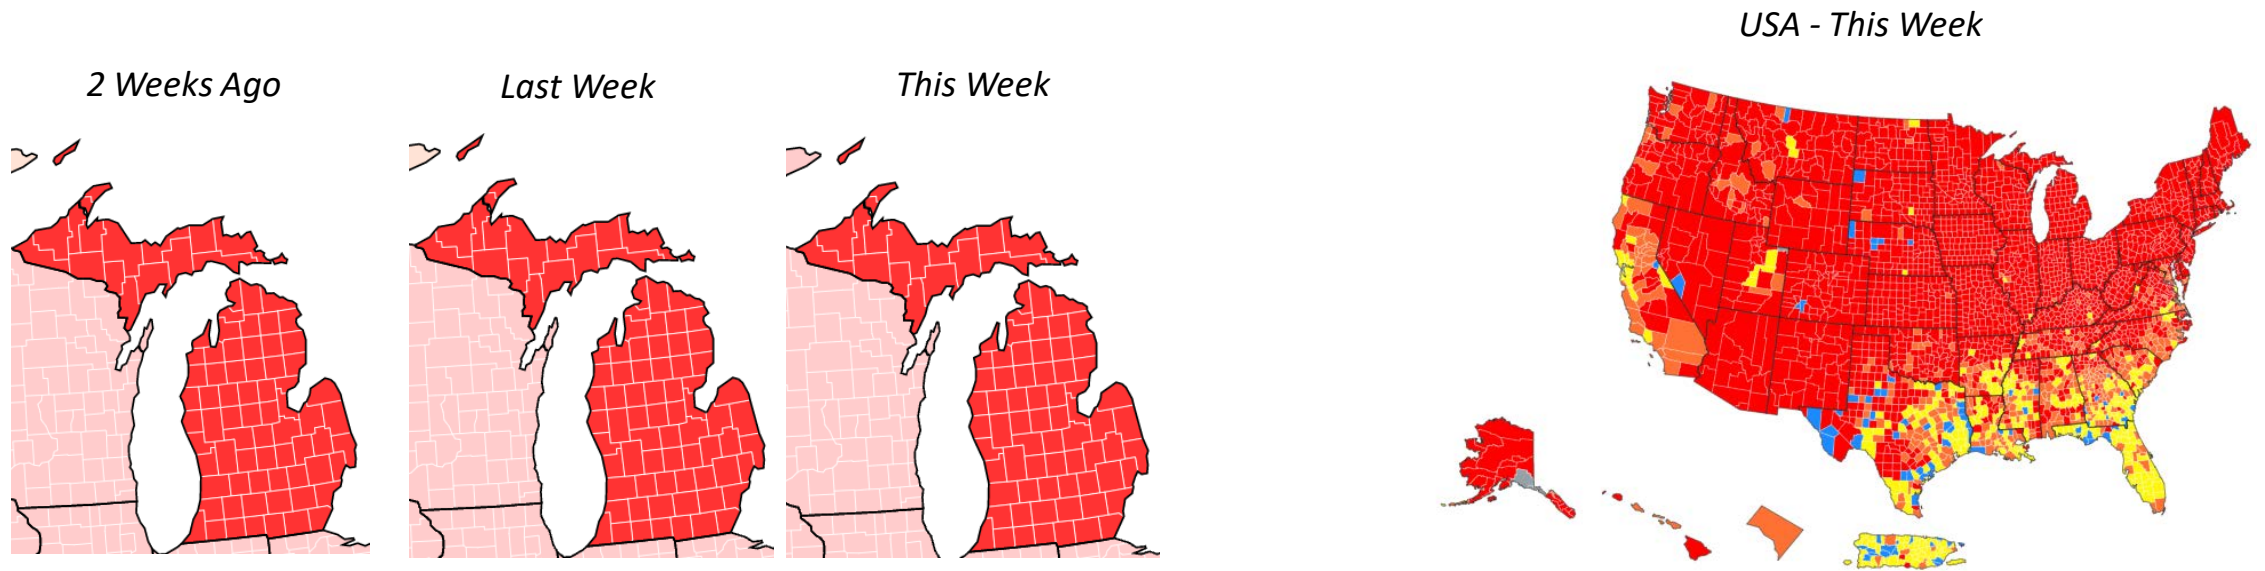 USA - This Week
2 Weeks Ago
Last Week
This Week